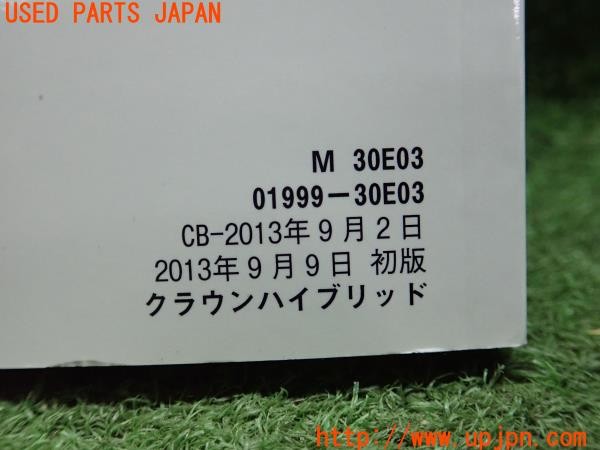 USED PARTS JAPAN
M 30E03
01999-30E03
CB-2013年9月2日
2013年9月9日 初版
クラウンハイブリッド
http://www.upjpn.com